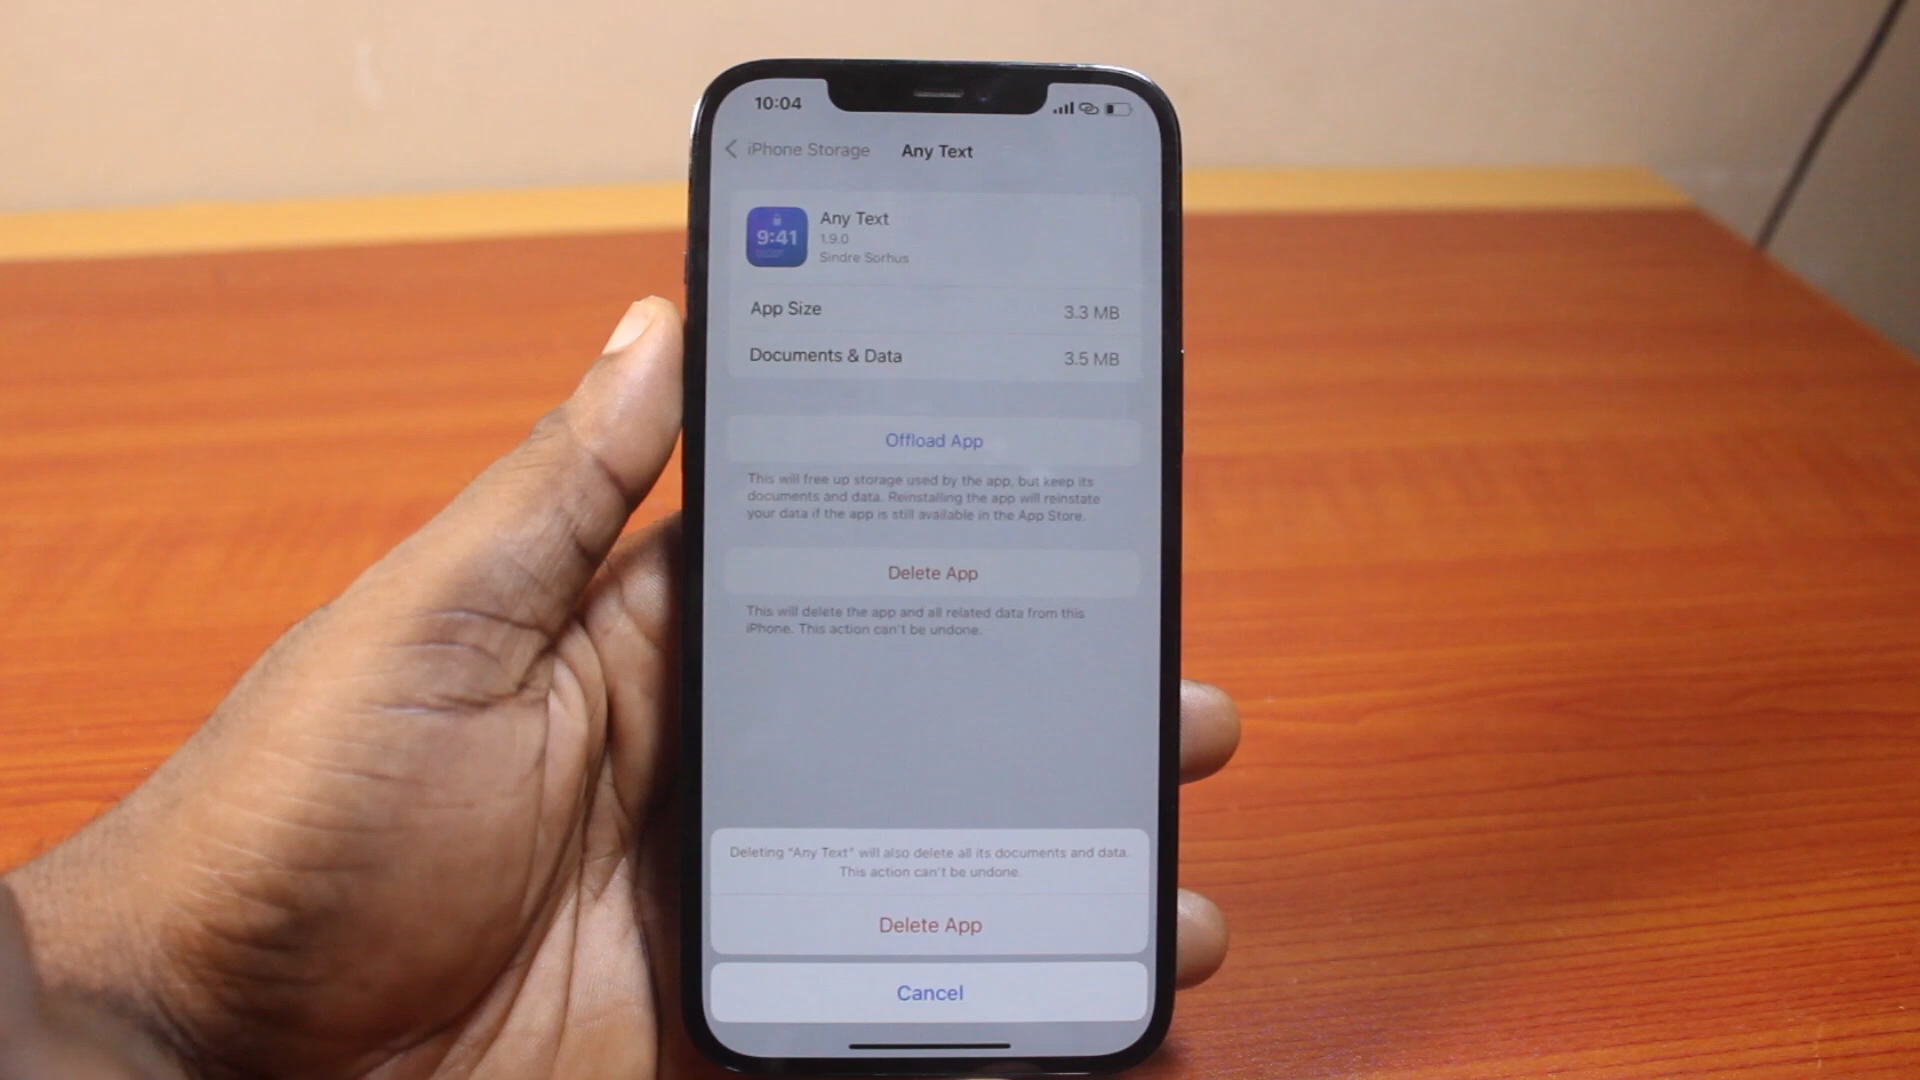 10:04
iPhone Storage
Any Text
9:41
Any Text
1.9.0
Sindre Sorhus
App Size
3.3 MB
Documents & Data
3.5 MB
Offload App
This will free up storage used by the app, but keep its
documents and data. Reinstalling the app will reinstate
your data if the app is still available in the App Store.
Delete App
This will delete the app and all related data from this
iPhone. This action can't be undone.
Deleting "Any Text" will also delete all its documents and data.
This action can't be undone.
Delete App
Cancel